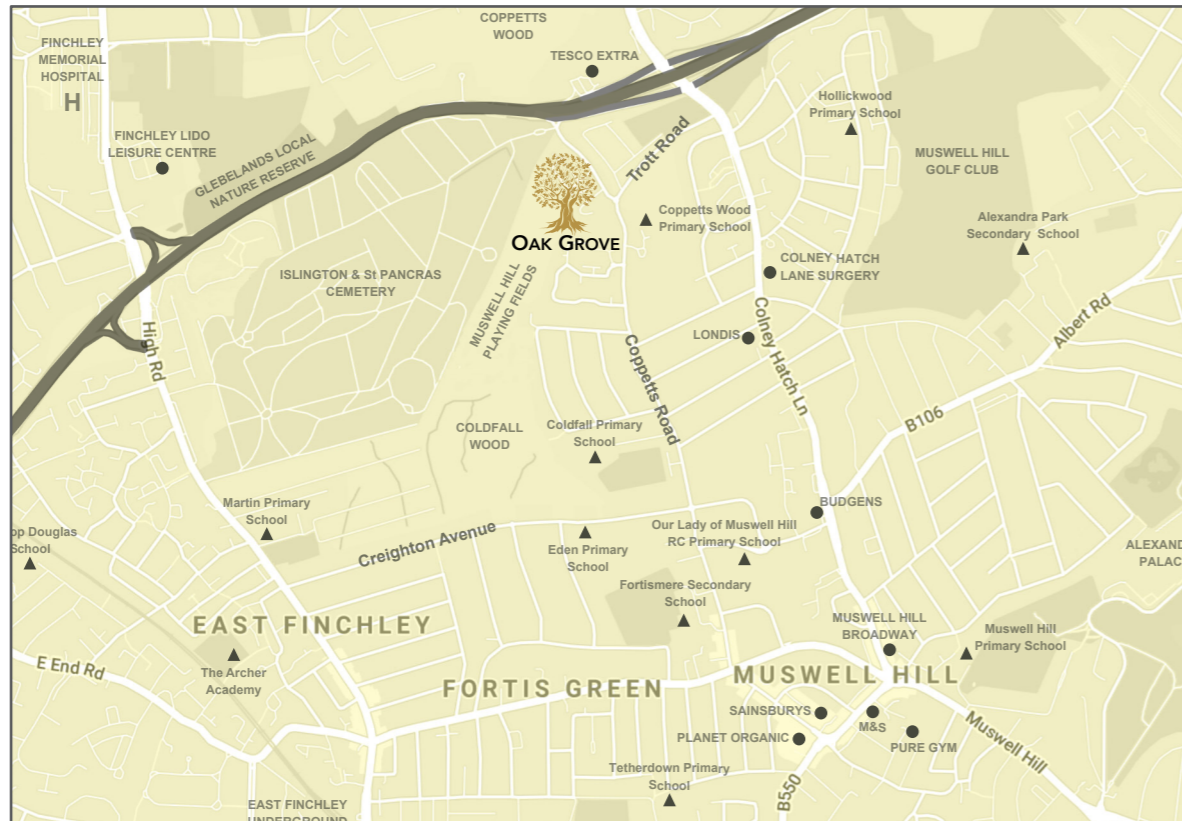 COPPETTS
WOOD
FINCHLEY
MEMORIAL
HOSPITAL
H
TESCO EXTRA
Hollickwood
Primary School
FINCHLEY LIDO
LEISURE CENTRE
GLEBELANDS LOCAL
NATURE RESERVE
Trott Road
MUSWELL HILL
GOLF CLUB
OAK GROVE
Coppetts Wood
Primary School
Alexandra Park
Secondary School
ISLINGTON & St PANCRAS
CEMETERY
MUSWELL HILL
PLAYING FIELDS
COLNEY HATCH
LANE SURGERY
High Rd
LONDIS
Colney Hatch Ln
Albert Rd
Coppetts Road
B106
COLDFALL
WOOD
Coldfall Primary
School
Martin Primary
School
BUDGENS
op Douglas
School
Creighton Avenue
Eden Primary
School
Our Lady of Muswell Hill
RC Primary School
ALEXAND
PALAC
Fortismere Secondary
School
EAST FINCHLEY
MUSWELL HILL
BROADWAY
Muswell Hill
Primary School
E End Rd
The Archer
Academy
FORTIS GREEN
MUSWELL HILL
SAINSBURYS
M&S
PLANET ORGANIC
PURE GYM
Muswell Hill
Tetherdown Primary
School
B550
EAST FINCHLEY
UNDERGROUND